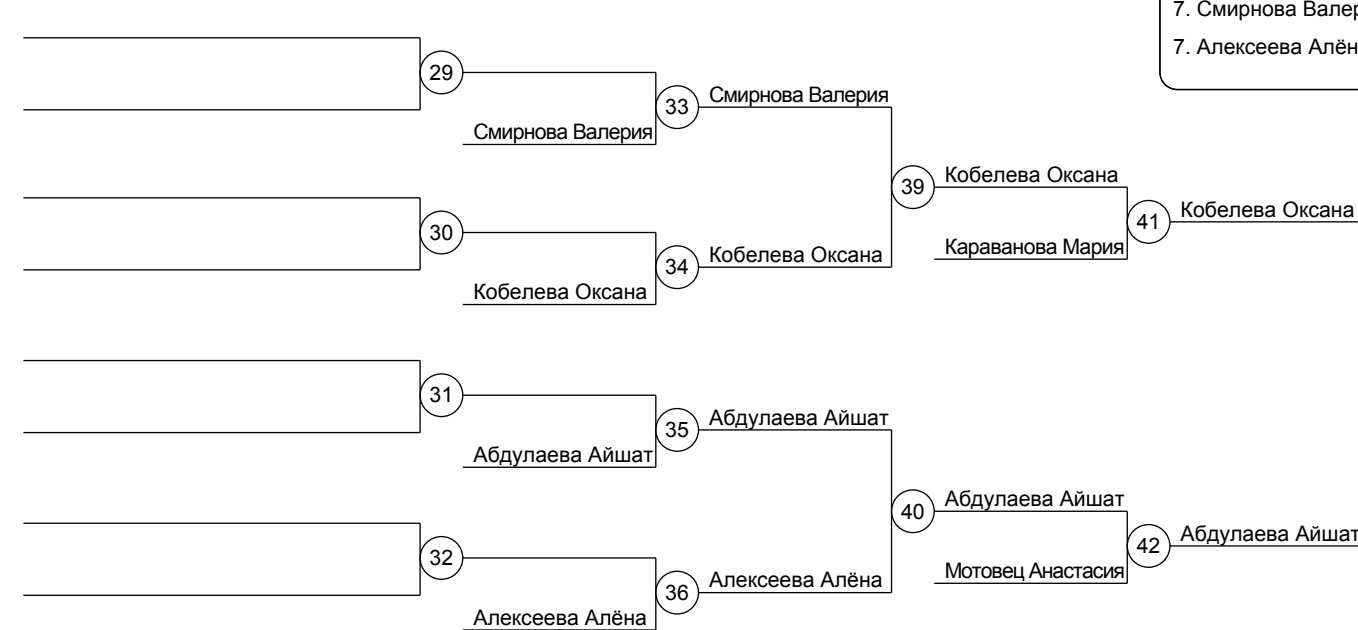 7. Смирнова Валер
7. Алексеева Алён
29
33
Смирнова Валерия
Смирнова Валерия
39
Кобелева Оксана
41
Кобелева Оксана
30
34
Кобелева Оксана
Караванова Мария
Кобелева Оксана
31
35
Абдулаева Айшат
Абдулаева Айшат
40
Абдулаева Айшат
42
Абдулаева Айшат
32
36
Алексеева Алёна
Мотовец Анастасия
Алексеева Алёна